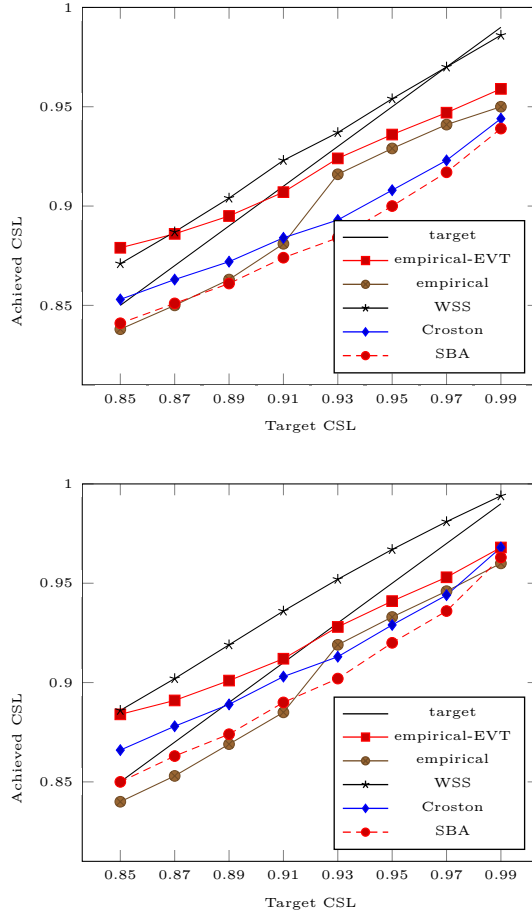 1
0.95
0.9
0.85
Achieved CSL
target
empirical-EVT
empirical
WSS
Croston
SBA
0.85 0.87 0.89 0.91 0.93 0.95 0.97 0.99
Target CSL
1
0.95
0.9
0.85
Achieved CSL
target
empirical-EVT
empirical
WSS
Croston
SBA
0.85 0.87 0.89 0.91 0.93 0.95 0.97 0.99
Target CSL